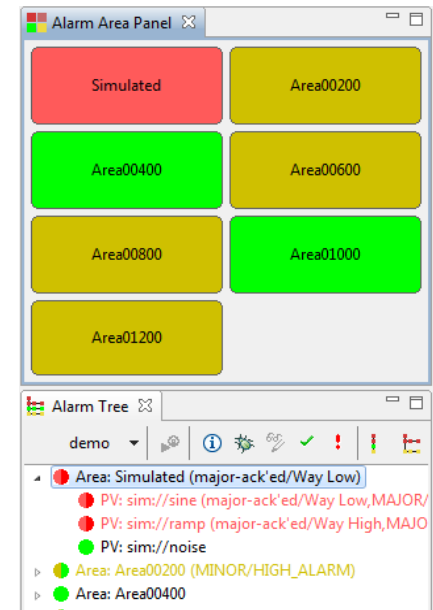 Alarm Area Panel
Simulated Area00200
Area00400 Area00600
Area00800 Area01000
Area01200
Alarm Tree
demo
Area: Simulated (major-ack'ed/Way Low)
PV: sim://sine (major-ack'ed/Way Low,MAJOR/
PV: sim://ramp (major-ack'ed/Way High,MAJO
PV: sim://noise
Area: Area00200 (MINOR/HIGH_ALARM)
Area: Area00400